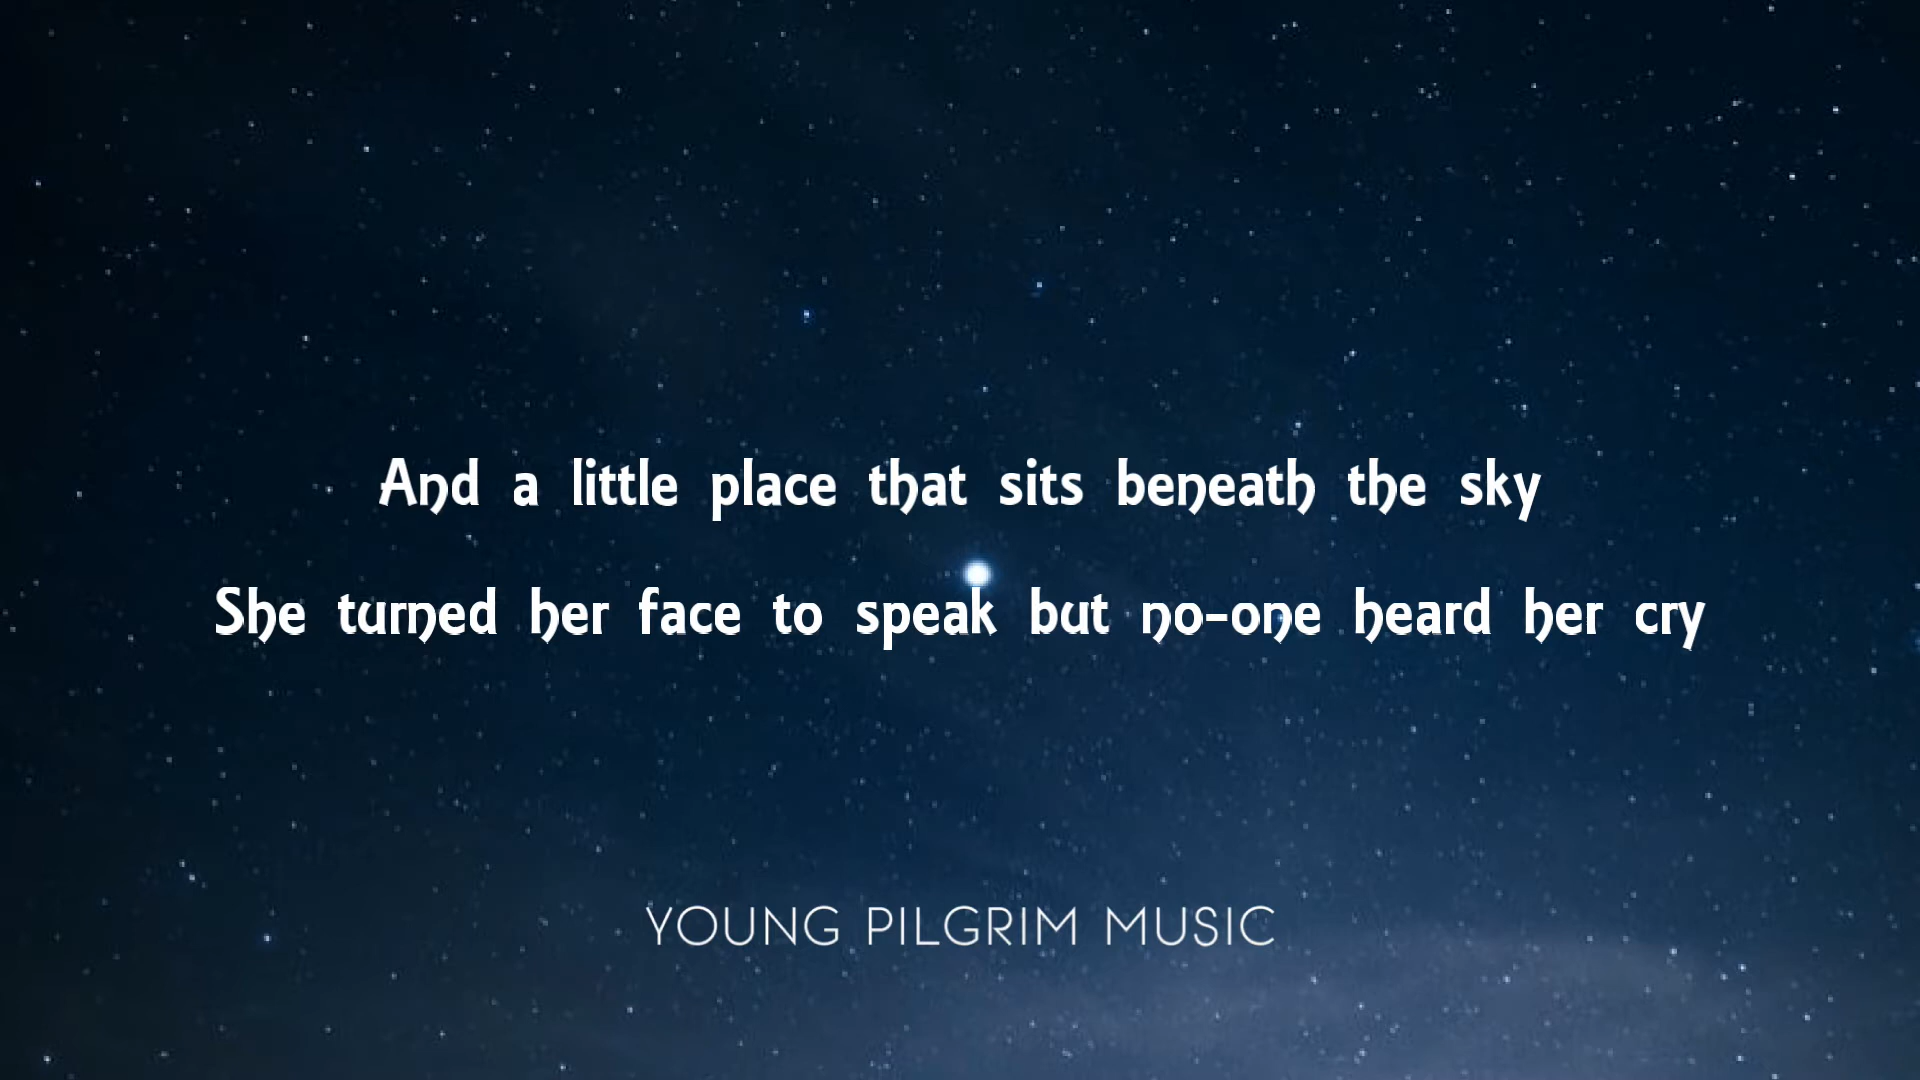 And a little place that sits beneath the sky
She turned her face to speak but no-one heard her cry
YOUNG PILGRIM MUSIC